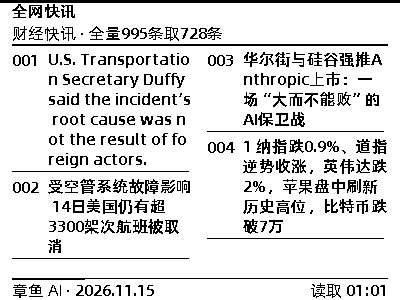 全网快讯
财经快讯 · 全量995条取728条
001 U.S. Transportatio
n Secretary Duffy
said the incident's
root cause was n
ot the result of fo
reign actors.
002 受空管系统故障影响
14日美国仍有超
3300架次航班被取
消
003 华尔街与硅谷强推A
nthropic上市：一
场“大而不能败”的
AI保卫战
004 1 纳指跌0.9%、道指
逆势收涨，英伟达跌
2%，苹果盘中刷新
历史高位，比特币跌
破7万
章鱼 AI · 2026.11.15
读取 01:01